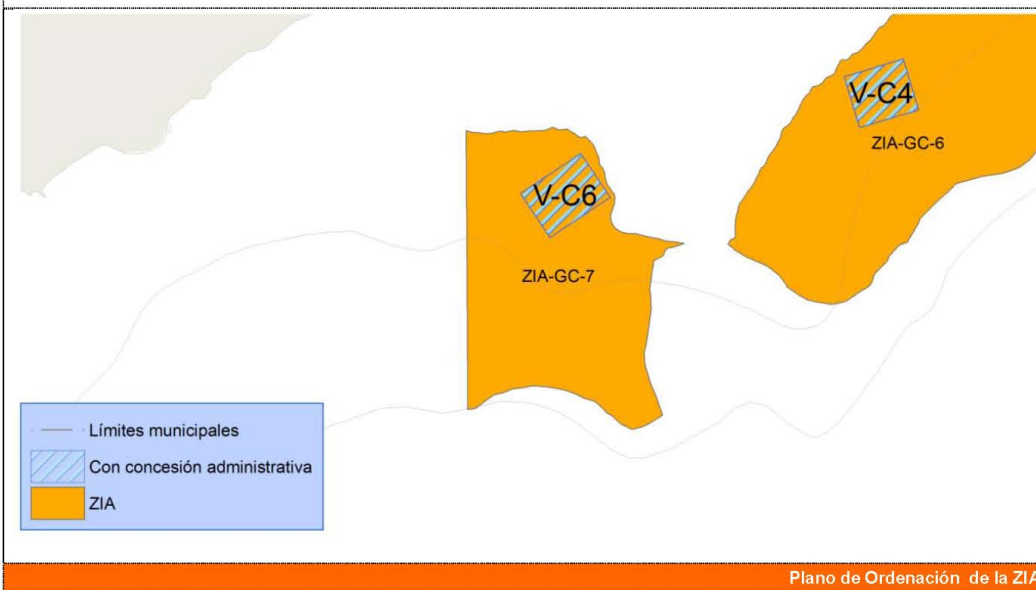 V-C4
ZIA-GC-6
V-C6
ZIA-GC-7
Límites municipales
Con concesión administrativa
ZIA
Plano de Ordenación de la ZIA